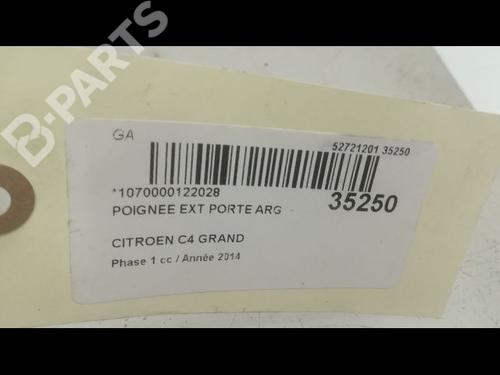 B-PARTS
GA
52721201 35250
*1070000122028
POIGNEE EXT PORTE ARG
35250
CITROEN C4 GRAND
Phase 1 cc / Année 2014